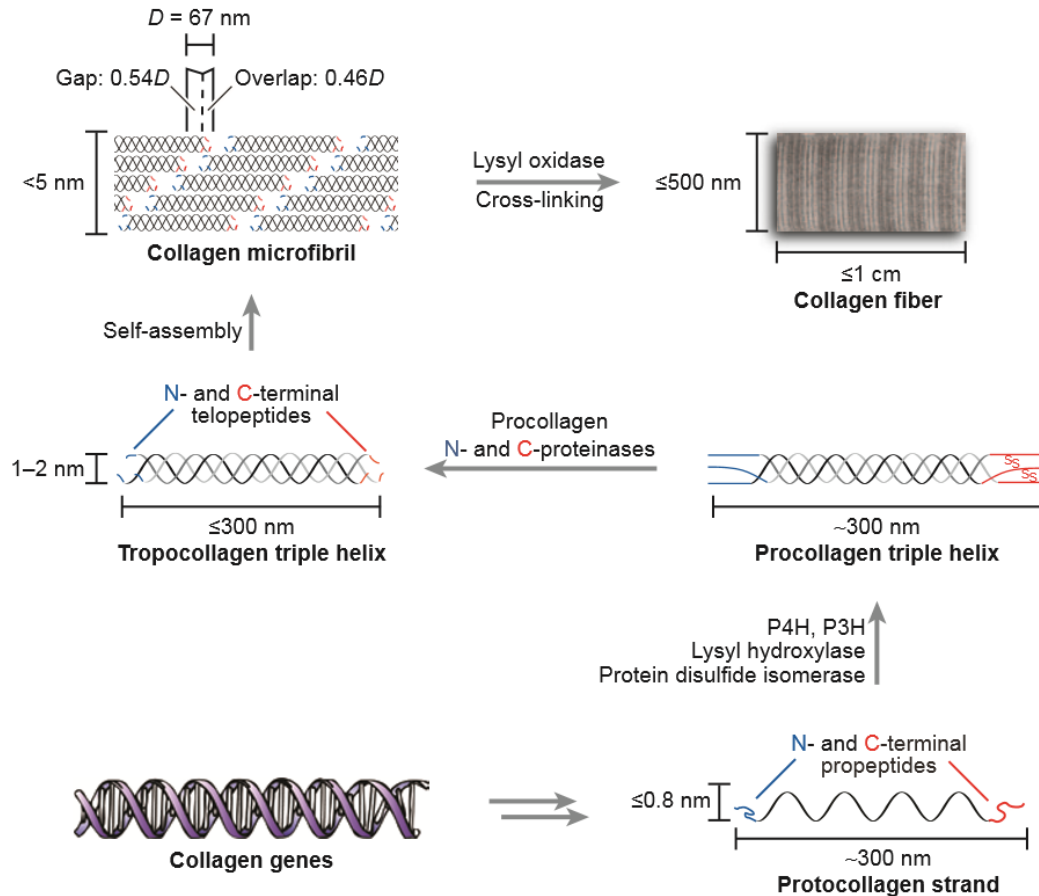 D = 67 nm
Gap: 0.54D
Overlap: 0.46D
<5 nm
Collagen microfibril
Lysyl oxidase
Cross-linking
≤500 nm
≤1 cm
Collagen fiber
Self-assembly
N- and C-terminal
telopeptides
1–2 nm
≤300 nm
Tropocollagen triple helix
Procollagen
N- and C-proteinases
S
S
S
S
~300 nm
Procollagen triple helix
P4H, P3H
Lysyl hydroxylase
Protein disulfide isomerase
N- and C-terminal
propeptides
≤0.8 nm
~300 nm
Protocollagen strand
Collagen genes